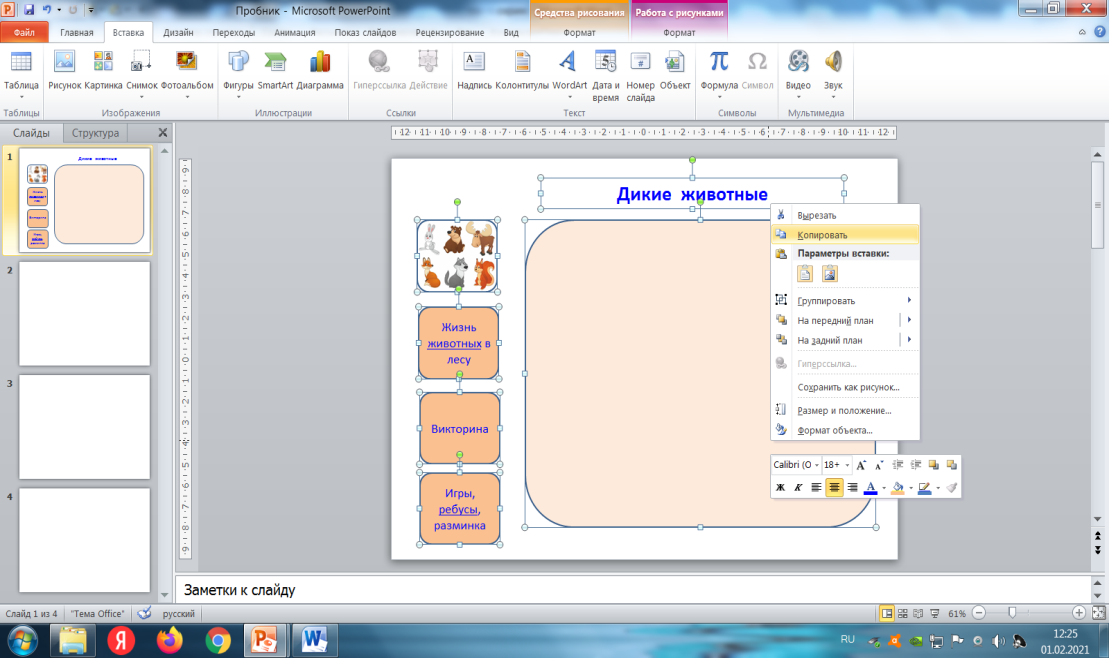 Пробник - Microsoft PowerPoint
Средства рисования
Работа с рисунками
Файл
Главная
Вставка
Дизайн
Переходы
Анимация
Показ слайдов
Рецензирование
Вид
Формат
Формат
Таблица
Рисунок
Картинка
Снимок
Фотоальбом
Фигуры
SmartArt
Диаграмма
Гиперссылка
Действие
Надпись
Колонтитулы
WordArt
Дата и время
Номер слайда
Объект
Формула
Символ
Видео
Звук
Таблицы
Изображения
Иллюстрации
Ссылки
Текст
Символы
Мультимедиа
Слайды
Структура
1
Дикие животные
2
3
4
Дикие животные
Жизнь
животных в
лесу
Викторина
Игры,
ребусы,
разминка
Вырезать
Копировать
Параметры вставки:
Группировать
На передний план
На задний план
Гиперссылка...
Сохранить как рисунок...
Размер и положение...
Формат объекта...
Calibri (О
18+
Ж К
Заметки к слайду
Слайд 1 из 4
"Тема Office"
русский
61%
RU
12:25
01.02.2021